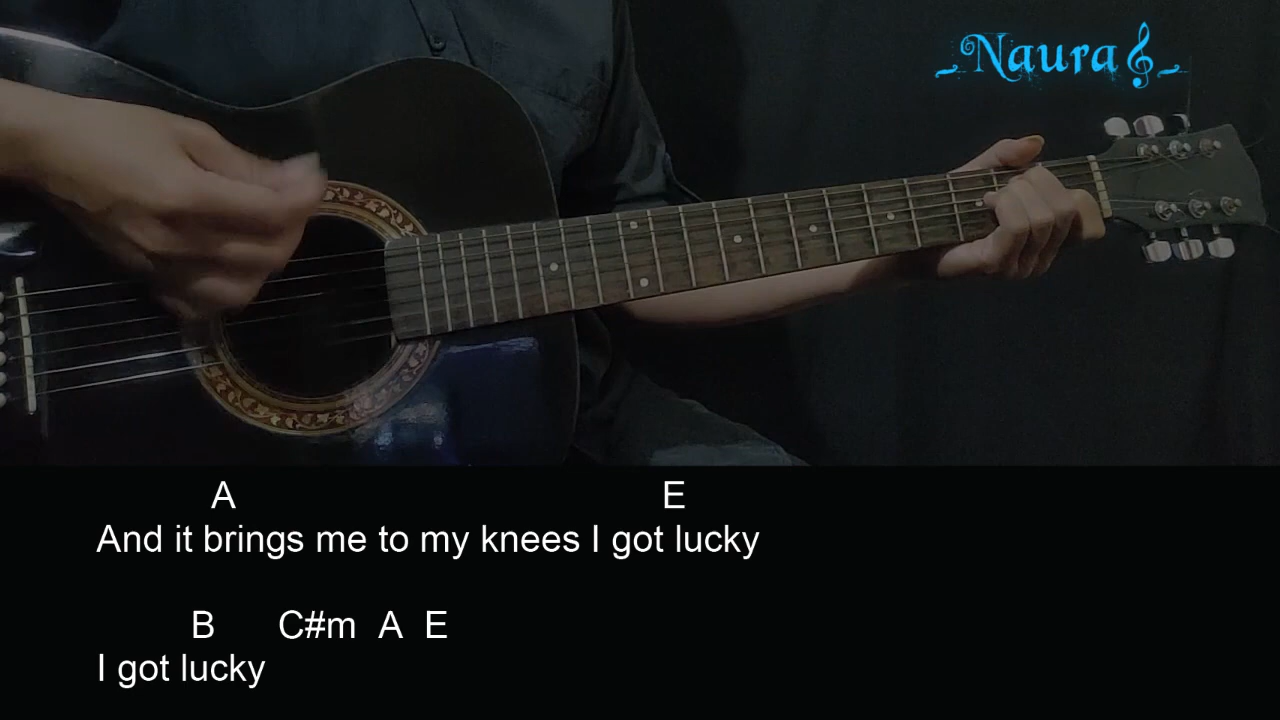 Naura
A E
And it brings me to my knees I got lucky
B C#m A E
I got lucky